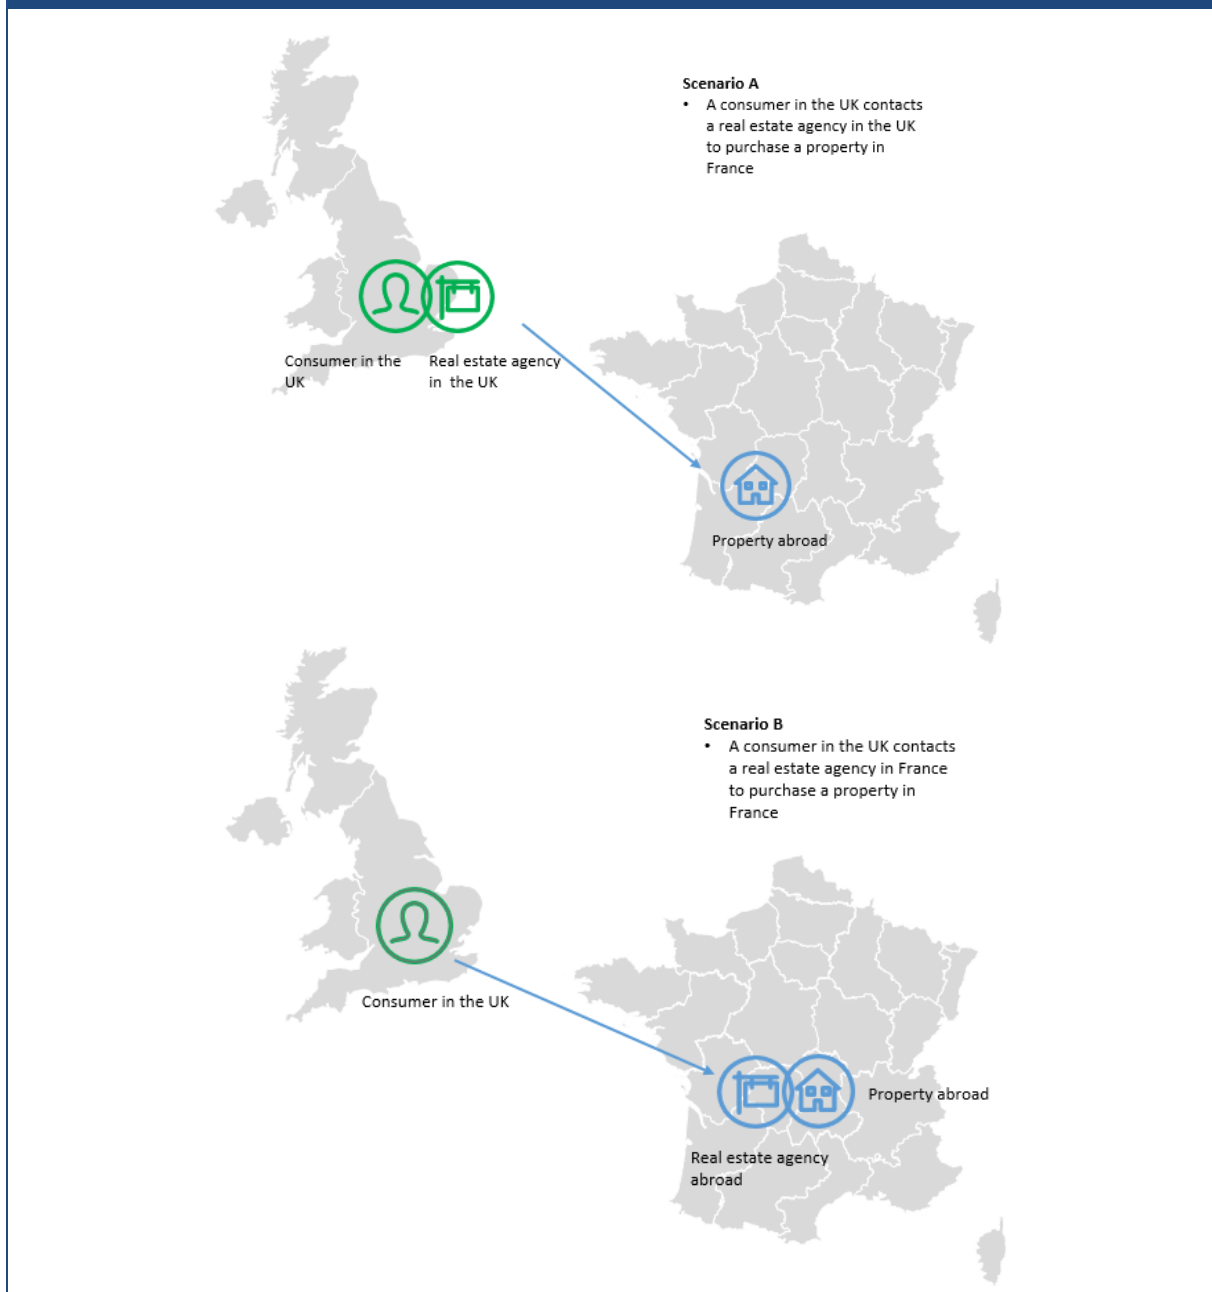 Scenario A
• A consumer in the UK contacts
a real estate agency in the UK
to purchase a property in
France
Consumer in the
UK
Real estate agency
in the UK
Property abroad
Scenario B
• A consumer in the UK contacts
a real estate agency in France
to purchase a property in
France
Consumer in the UK
Property abroad
Real estate agency
abroad